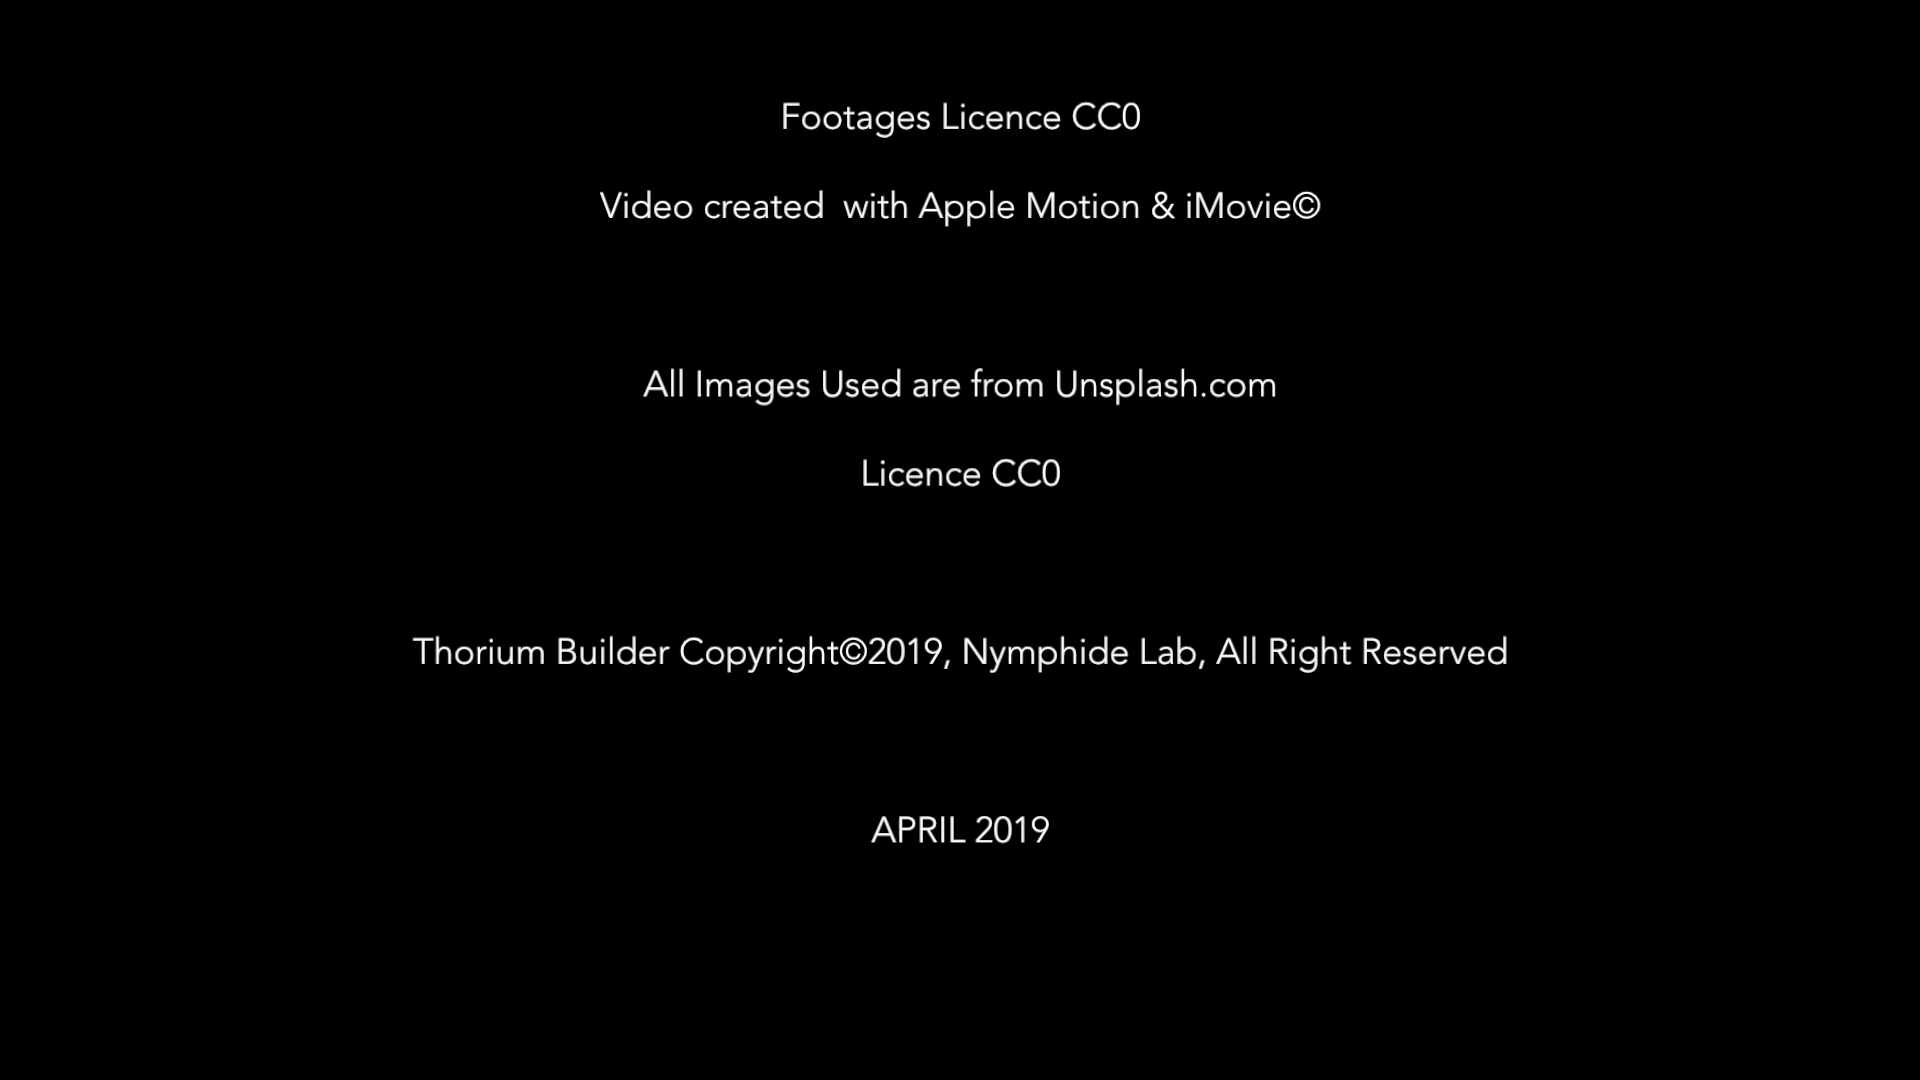 Footages Licence CC0
Video created  with Apple Motion & iMovie©
All Images Used are from Unsplash.com
Licence CC0
Thorium Builder Copyright©2019, Nymphide Lab, All Right Reserved
APRIL 2019